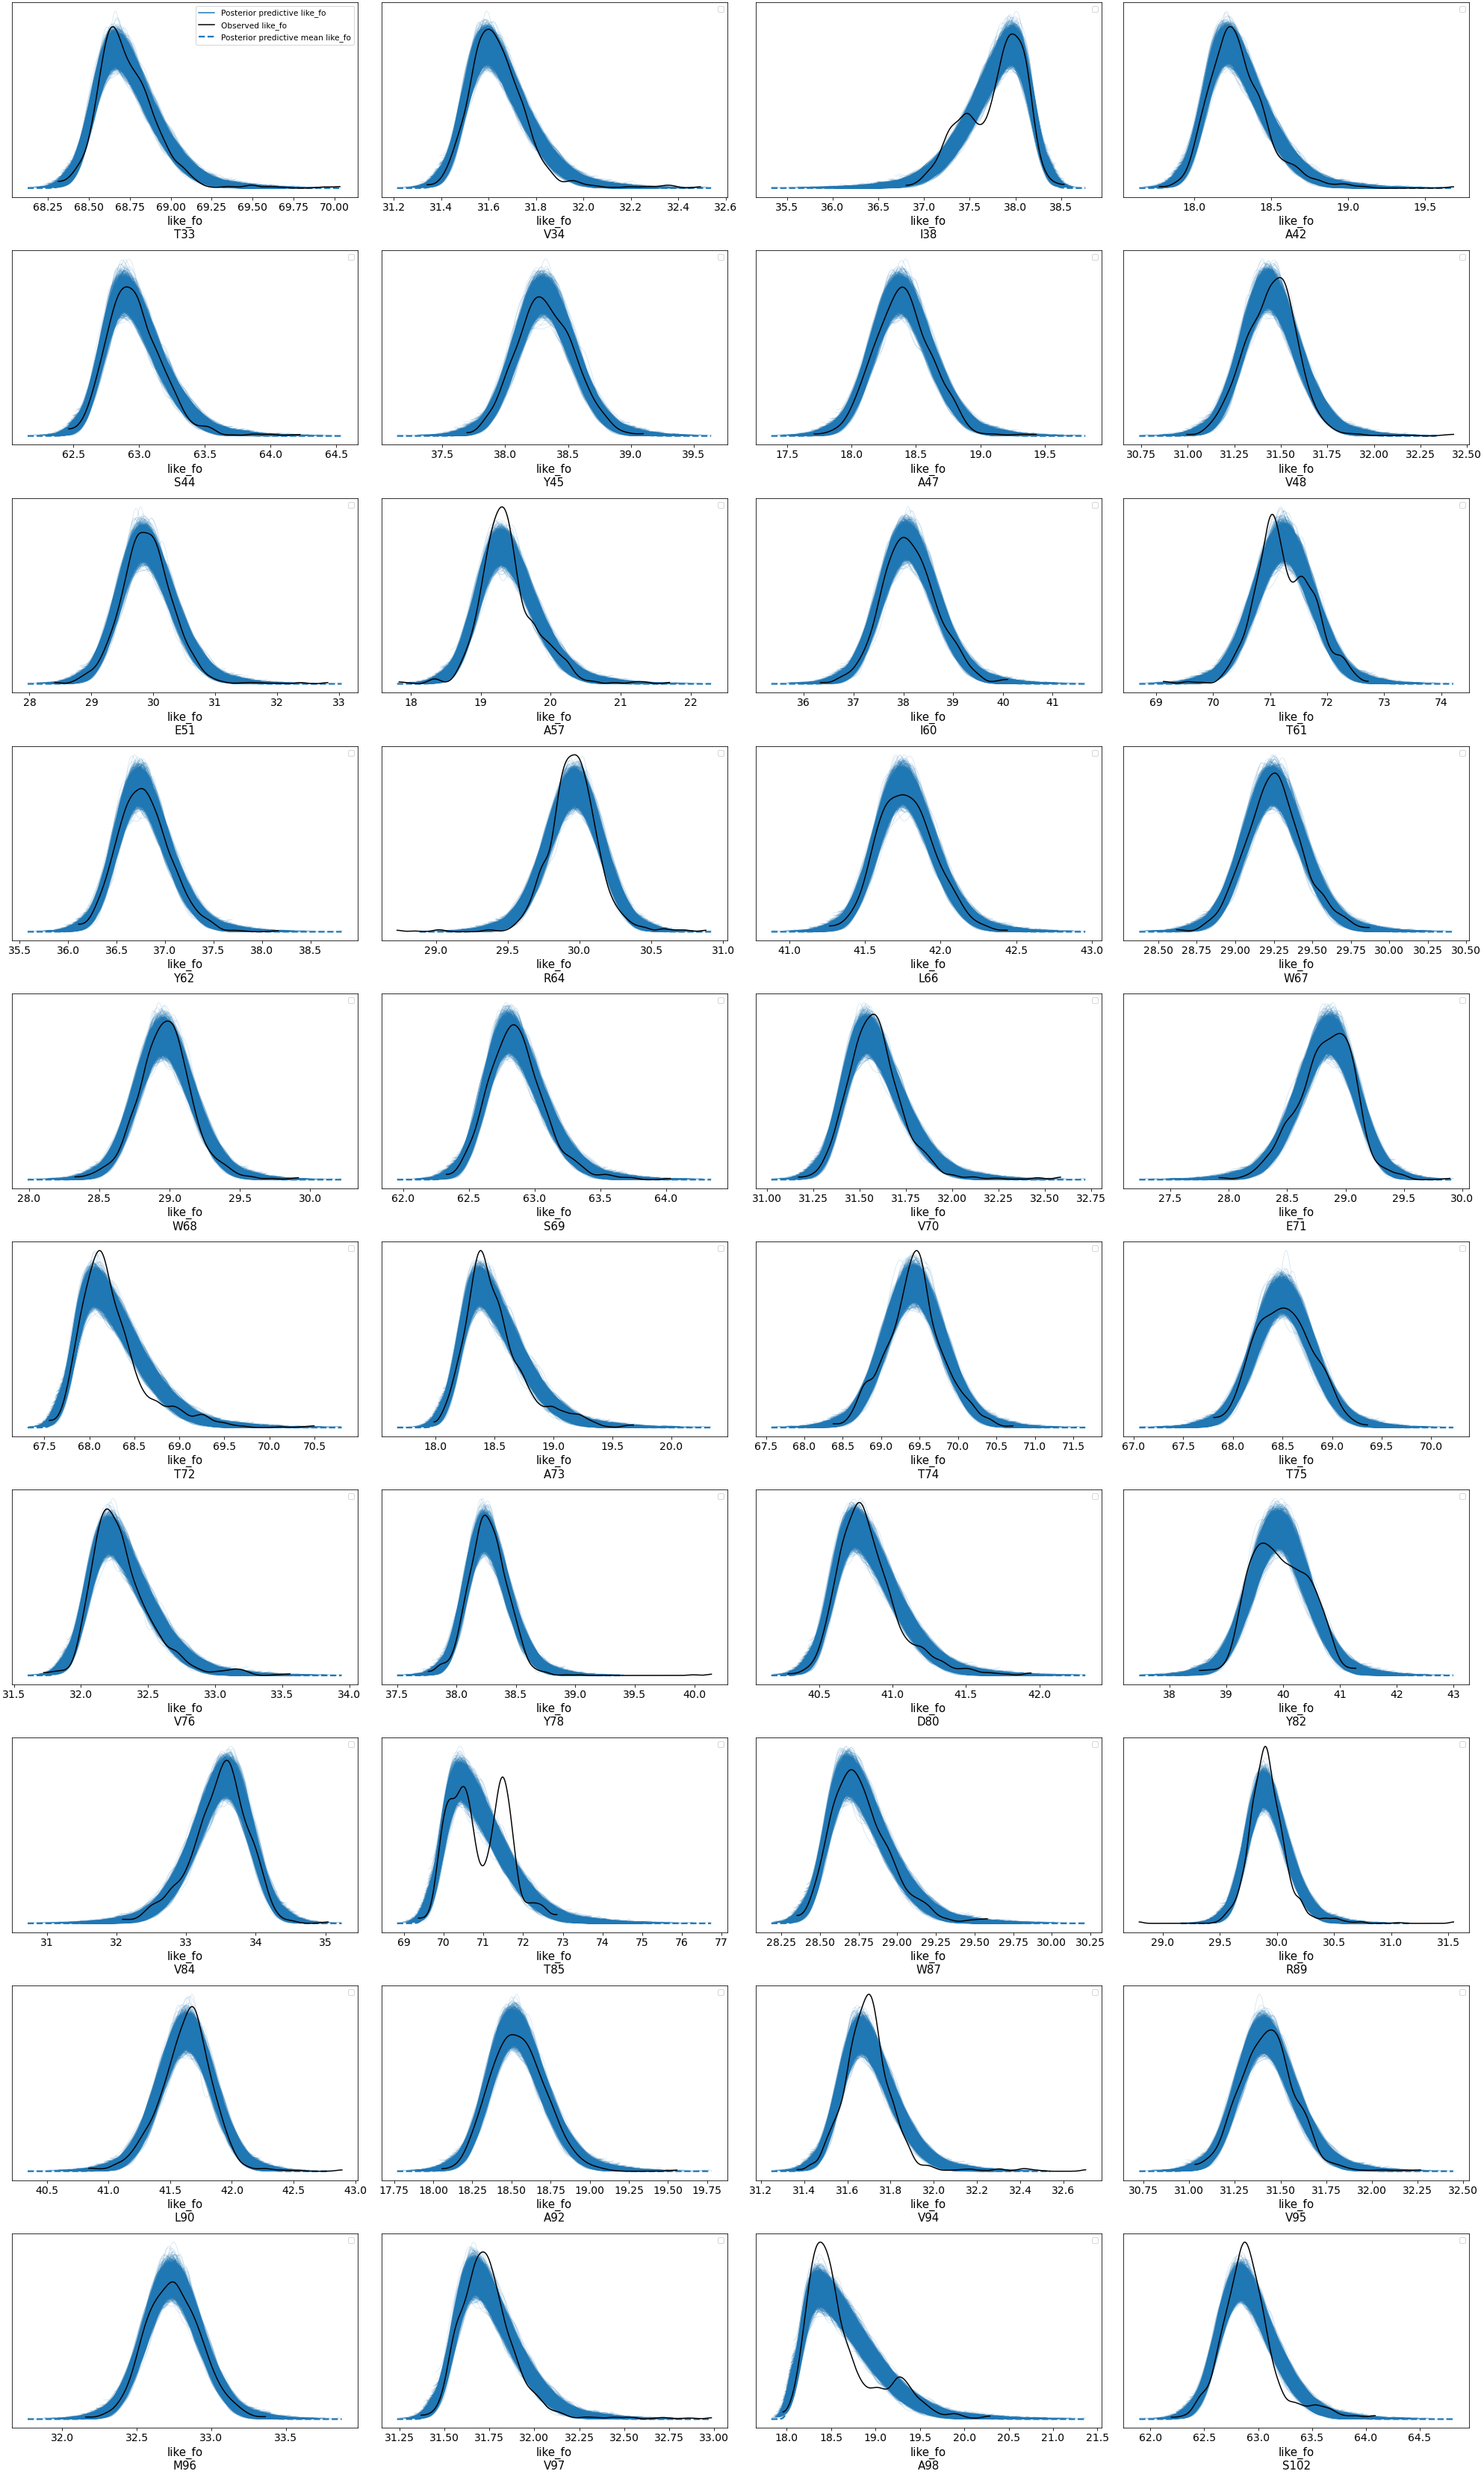 Posterior predictive like_fo
Observed like_fo
Posterior predictive mean like_fo
68.25 68.50 68.75 69.00 69.25 69.50 69.75 70.00
like_fo
T33
31.2 31.4 31.6 31.8 32.0 32.2 32.4 32.6
like_fo
V34
35.5 36.0 36.5 37.0 37.5 38.0 38.5
like_fo
I38
18.0 18.5 19.0 19.5
like_fo
A42
62.5 63.0 63.5 64.0 64.5
like_fo
S44
37.5 38.0 38.5 39.0 39.5
like_fo
Y45
17.5 18.0 18.5 19.0 19.5
like_fo
A47
30.75 31.00 31.25 31.50 31.75 32.00 32.25 32.50
like_fo
V48
28 29 30 31 32 33
like_fo
E51
18 19 20 21 22
like_fo
A57
36 37 38 39 40 41
like_fo
I60
69 70 71 72 73 74
like_fo
T61
35.5 36.0 36.5 37.0 37.5 38.0 38.5
like_fo
Y62
29.0 29.5 30.0 30.5 31.0
like_fo
R64
41.0 41.5 42.0 42.5 43.0
like_fo
L66
28.50 28.75 29.00 29.25 29.50 29.75 30.00 30.25 30.50
like_fo
W67
28.0 28.5 29.0 29.5 30.0
like_fo
W68
62.0 62.5 63.0 63.5 64.0
like_fo
S69
31.00 31.25 31.50 31.75 32.00 32.25 32.50 32.75
like_fo
V70
27.5 28.0 28.5 29.0 29.5 30.0
like_fo
E71
67.5 68.0 68.5 69.0 69.5 70.0 70.5
like_fo
T72
18.0 18.5 19.0 19.5 20.0
like_fo
A73
67.5 68.0 68.5 69.0 69.5 70.0 70.5 71.0 71.5
like_fo
T74
67.0 67.5 68.0 68.5 69.0 69.5 70.0
like_fo
T75
31.5 32.0 32.5 33.0 33.5 34.0
like_fo
V76
37.5 38.0 38.5 39.0 39.5 40.0
like_fo
Y78
40.5 41.0 41.5 42.0
like_fo
D80
38 39 40 41 42 43
like_fo
Y82
31 32 33 34 35
like_fo
V84
69 70 71 72 73 74 75 76 77
like_fo
T85
28.25 28.50 28.75 29.00 29.25 29.50 29.75 30.00 30.25
like_fo
W87
29.0 29.5 30.0 30.5 31.0 31.5
like_fo
R89
40.5 41.0 41.5 42.0 42.5 43.0
like_fo
L90
17.75 18.00 18.25 18.50 18.75 19.00 19.25 19.50 19.75
like_fo
A92
31.2 31.4 31.6 31.8 32.0 32.2 32.4 32.6
like_fo
V94
30.75 31.00 31.25 31.50 31.75 32.00 32.25 32.50
like_fo
V95
32.0 32.5 33.0 33.5
like_fo
M96
31.25 31.50 31.75 32.00 32.25 32.50 32.75 33.00
like_fo
V97
18.0 18.5 19.0 19.5 20.0 20.5 21.0 21.5
like_fo
A98
62.0 62.5 63.0 63.5 64.0 64.5
like_fo
S102